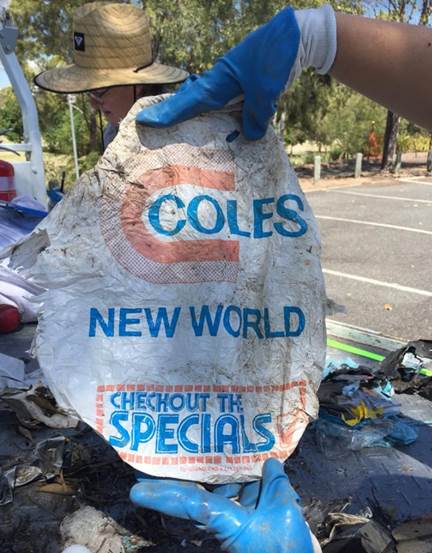 COLES
NEW WORLD
CHECKOUT THE
SPECIALS